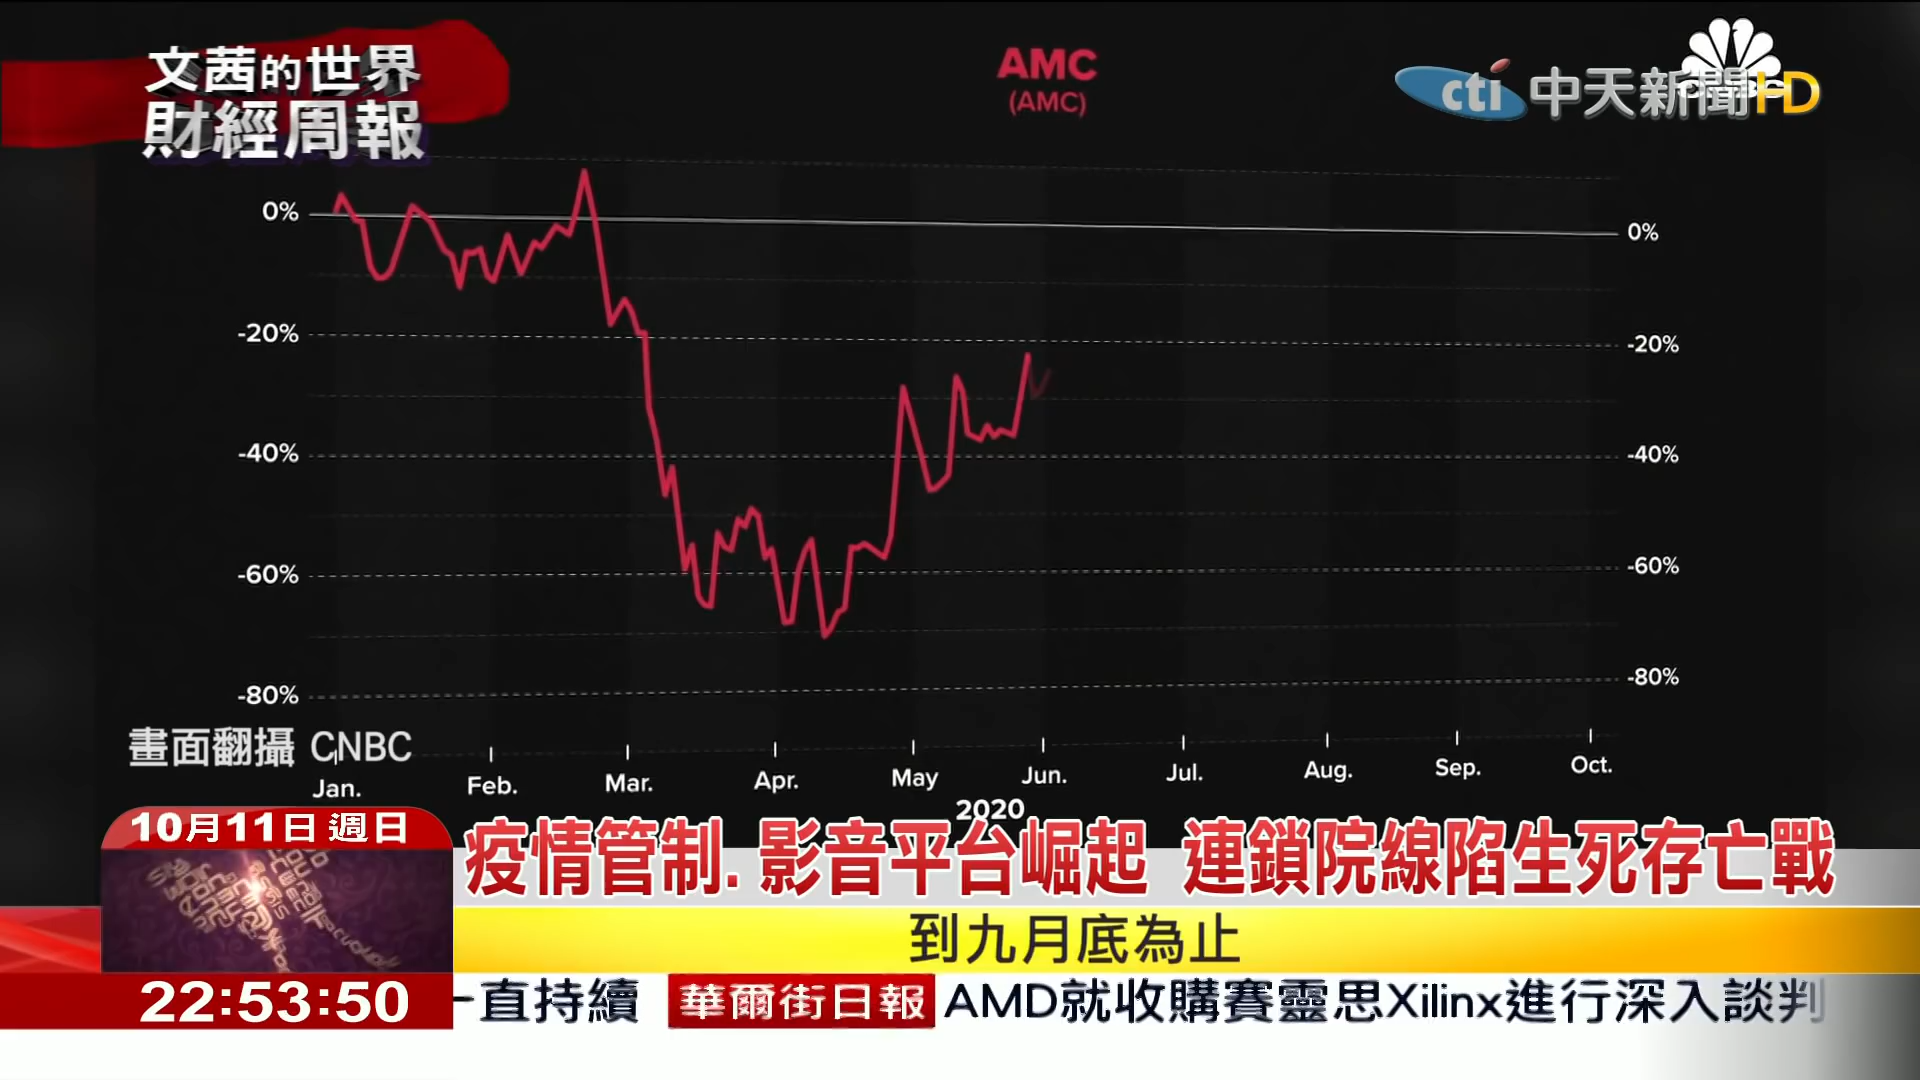 文茜的世界
財經周報
AMC
(AMC)
cti 中天新聞HD
0%
-20%
-40%
-60%
-80%
0%
-20%
-40%
-60%
-80%
畫面翻攝 CNBC
Jan. Feb. Mar. Apr. May Jun. Jul. Aug. Sep. Oct.
2020
10月11日 週日
疫情管制.影音平台崛起 連鎖院線陷生死存亡戰
到九月底為止
22:53:50
一直持續 華爾街日報 AMD就收購賽靈思Xilinx進行深入談判